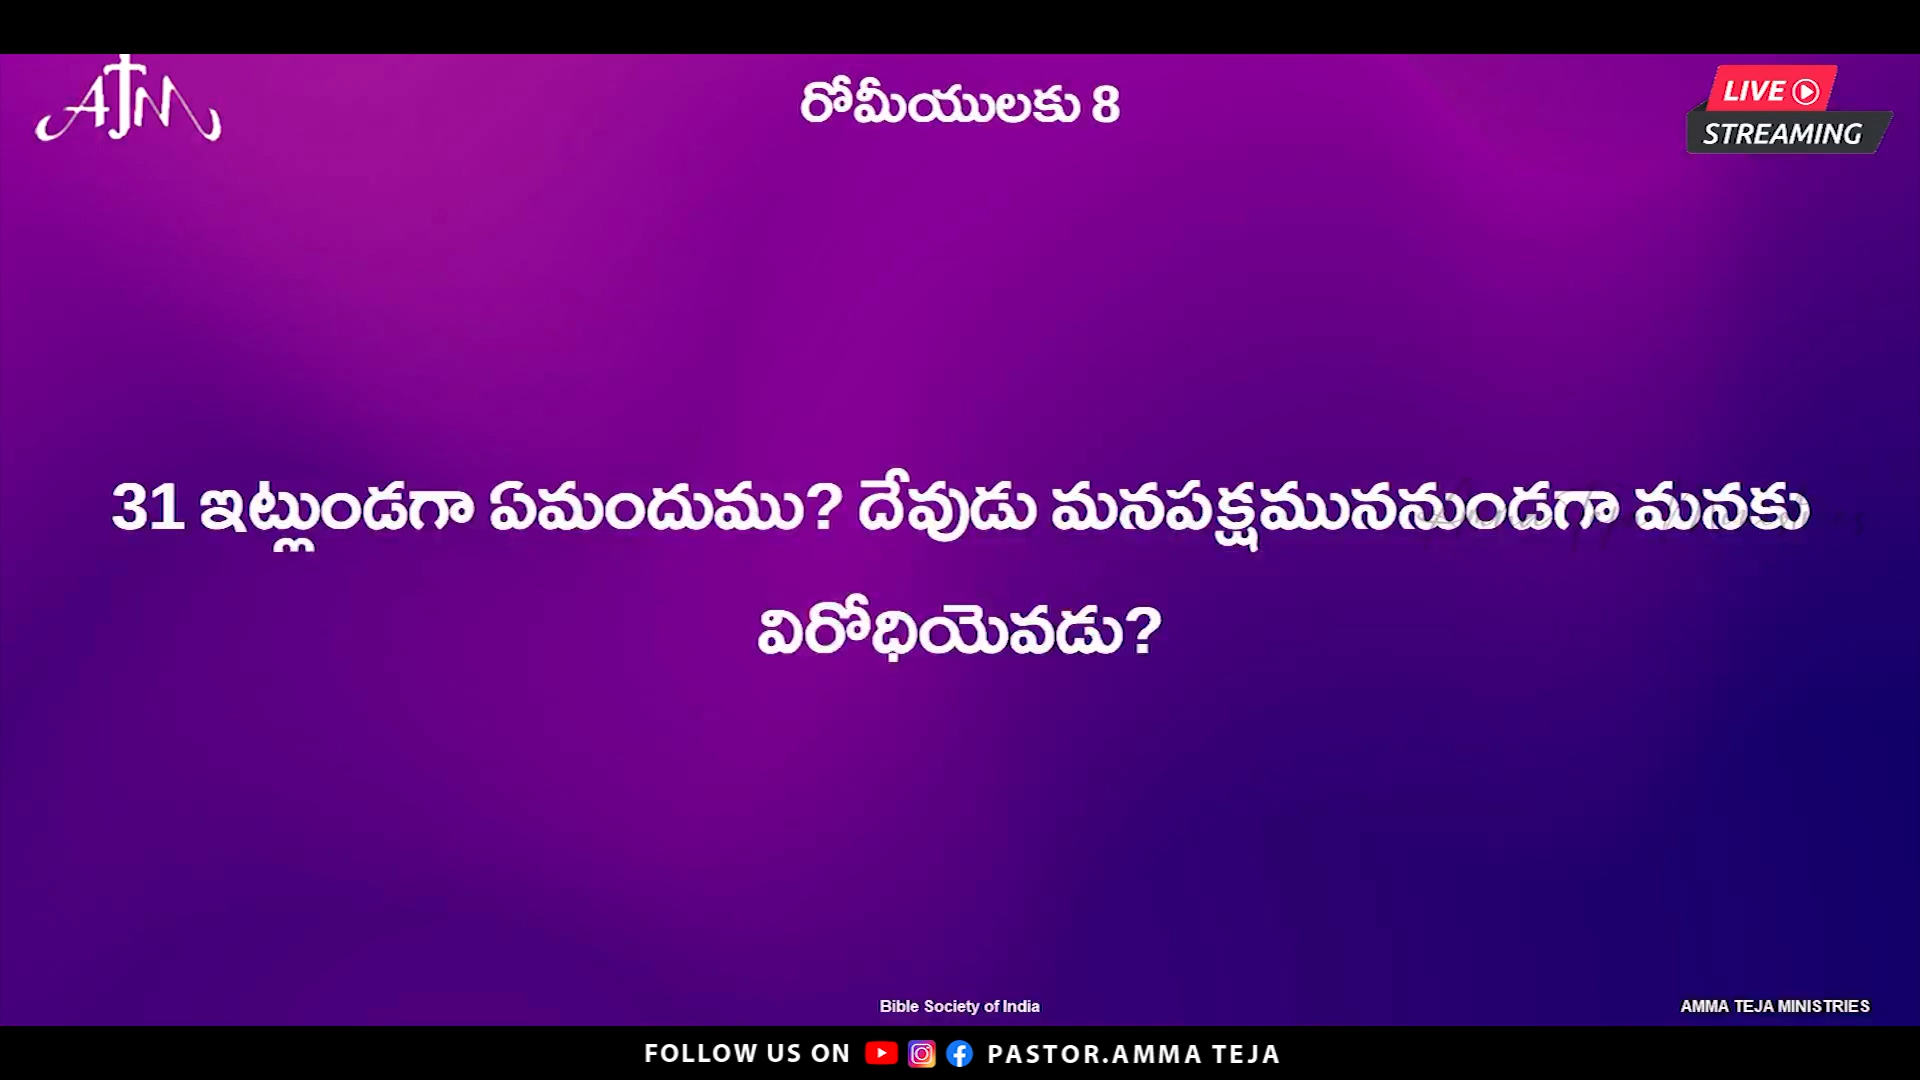 AJM
రోమీయులకు 8
LIVE
STREAMING
31 ఇట్లుండగా ఏమందుము? దేవుడు మనపక్షముననుండగా మనకు
విరోధియెవడు?
Bible Society of India
AMMA TEJA MINISTRIES
FOLLOW US ON PASTOR.AMMA TEJA